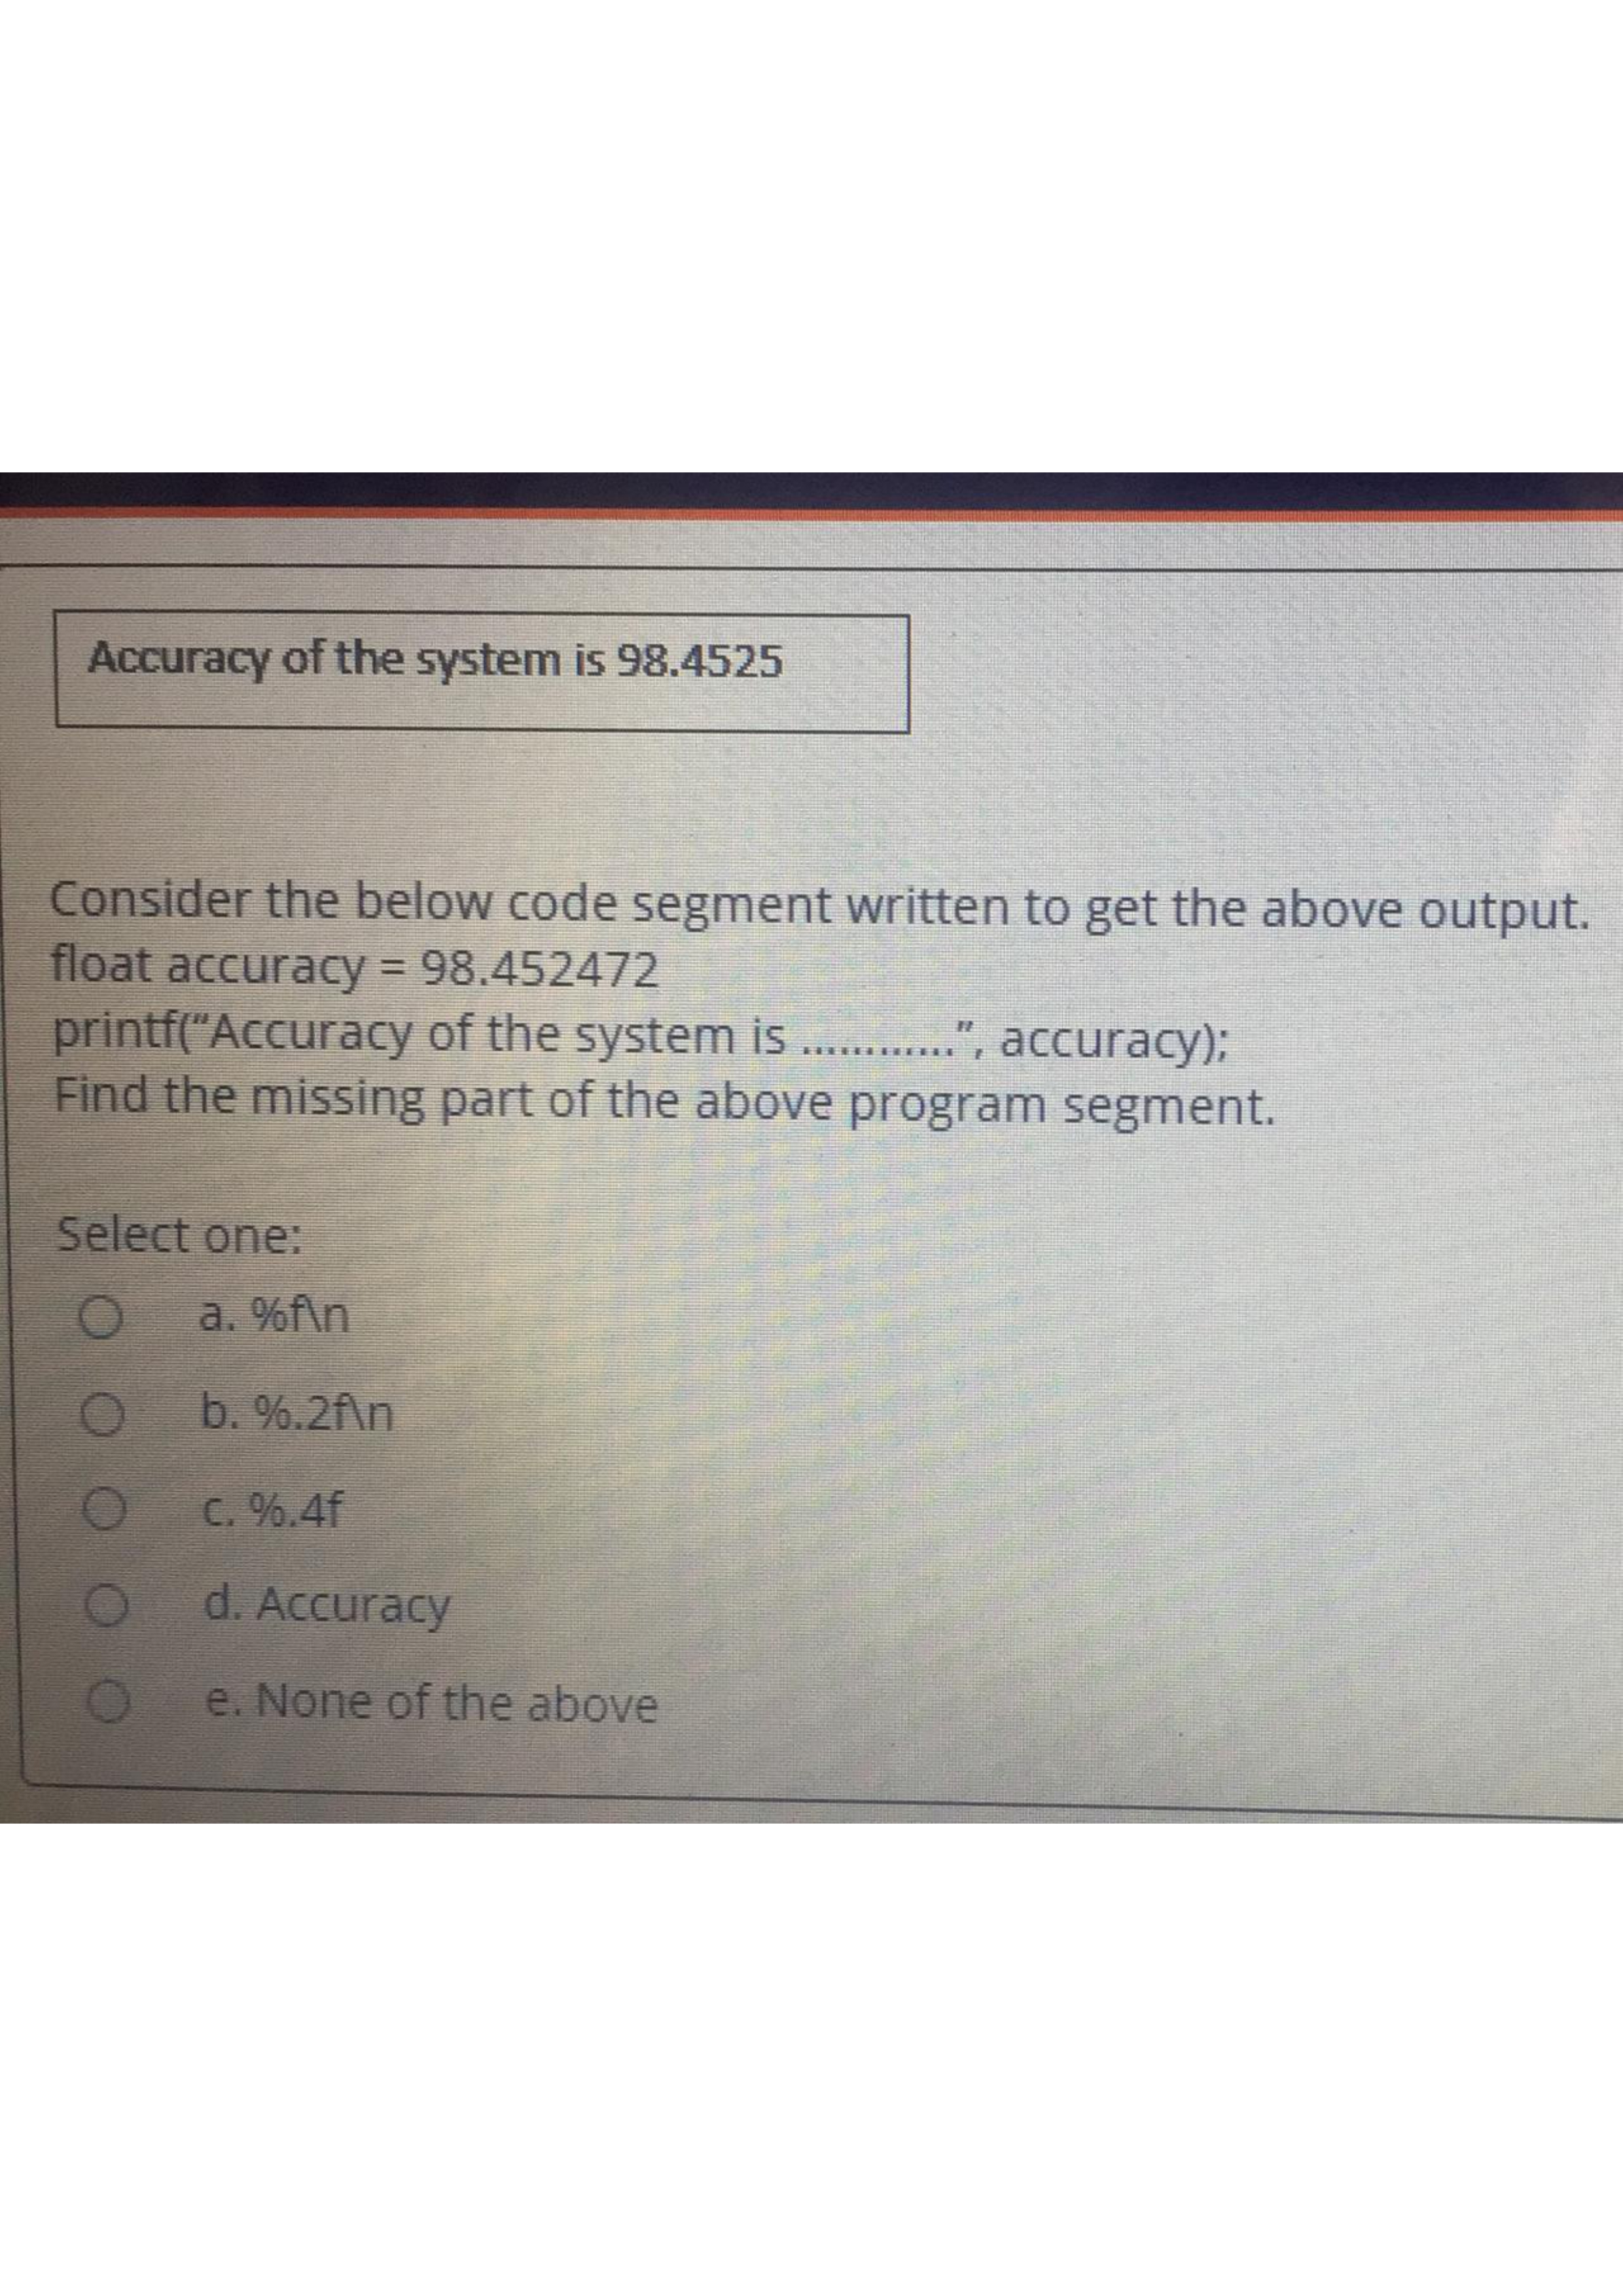 Accuracy of the system is 98.4525
Consider the below code segment written to get the above output.
float accuracy = 98.452472
printf("Accuracy of the system is ............", accuracy);
Find the missing part of the above program segment.
Select one:
a. %f\n
b. %.2f\n
c. %.4f
d. Accuracy
e. None of the above